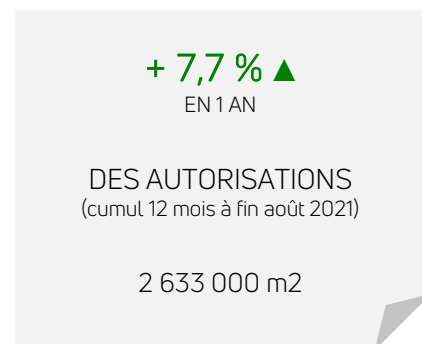 + 7,7 % ▲
EN 1 AN
DES AUTORISATIONS
(cumul 12 mois à fin août 2021)
2 633 000 m2